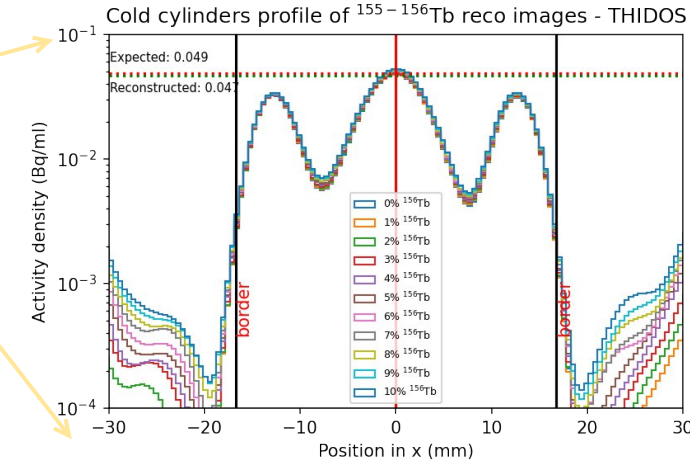 Cold cylinders profile of ¹⁵⁵⁻¹⁵⁶Tb reco images - THIDOS
10⁻¹
Expected: 0.049
Reconstructed: 0.047
10⁻²
10⁻³
10⁻⁴
Activity density (Bq/ml)
border
border
0% ¹⁵⁶Tb
1% ¹⁵⁶Tb
2% ¹⁵⁶Tb
3% ¹⁵⁶Tb
4% ¹⁵⁶Tb
5% ¹⁵⁶Tb
6% ¹⁵⁶Tb
7% ¹⁵⁶Tb
8% ¹⁵⁶Tb
9% ¹⁵⁶Tb
10% ¹⁵⁶Tb
−30 −20 −10 0 10 20 30
Position in x (mm)